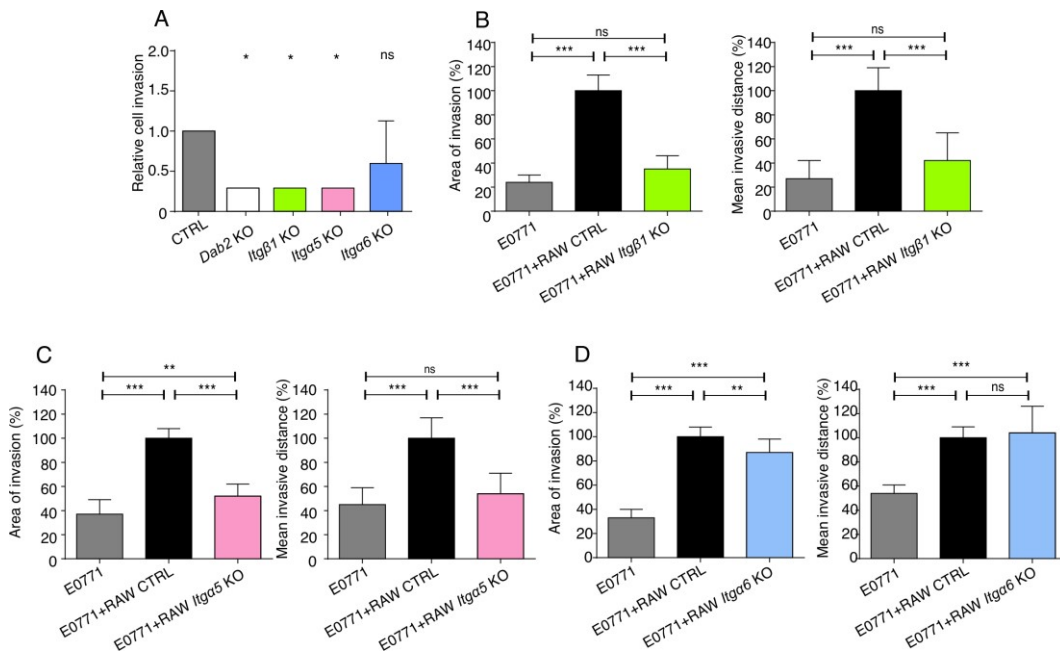 A
Relative cell invasion
2.0
1.5
1.0
0.5
0
*
*
*
ns
CTRL
Dab2 KO
Itgβ1 KO
Itgα5 KO
Itgα6 KO
B
Area of invasion (%)
140
120
100
80
60
40
20
0
ns
***
***
E0771
E0771+RAW CTRL
E0771+RAW Itgβ1 KO
Mean invasive distance (%)
140
120
100
80
60
40
20
0
ns
***
***
E0771
E0771+RAW CTRL
E0771+RAW Itgβ1 KO
C
Area of invasion (%)
140
120
100
80
60
40
20
0
**
***
***
E0771
E0771+RAW CTRL
E0771+RAW Itgα5 KO
Mean invasive distance (%)
140
120
100
80
60
40
20
0
ns
***
***
E0771
E0771+RAW CTRL
E0771+RAW Itgα5 KO
D
Area of invasion (%)
140
120
100
80
60
40
20
0
***
***
**
E0771
E0771+RAW CTRL
E0771+RAW Itgα6 KO
Mean invasive distance (%)
140
120
100
80
60
40
20
0
***
***
ns
E0771
E0771+RAW CTRL
E0771+RAW Itgα6 KO